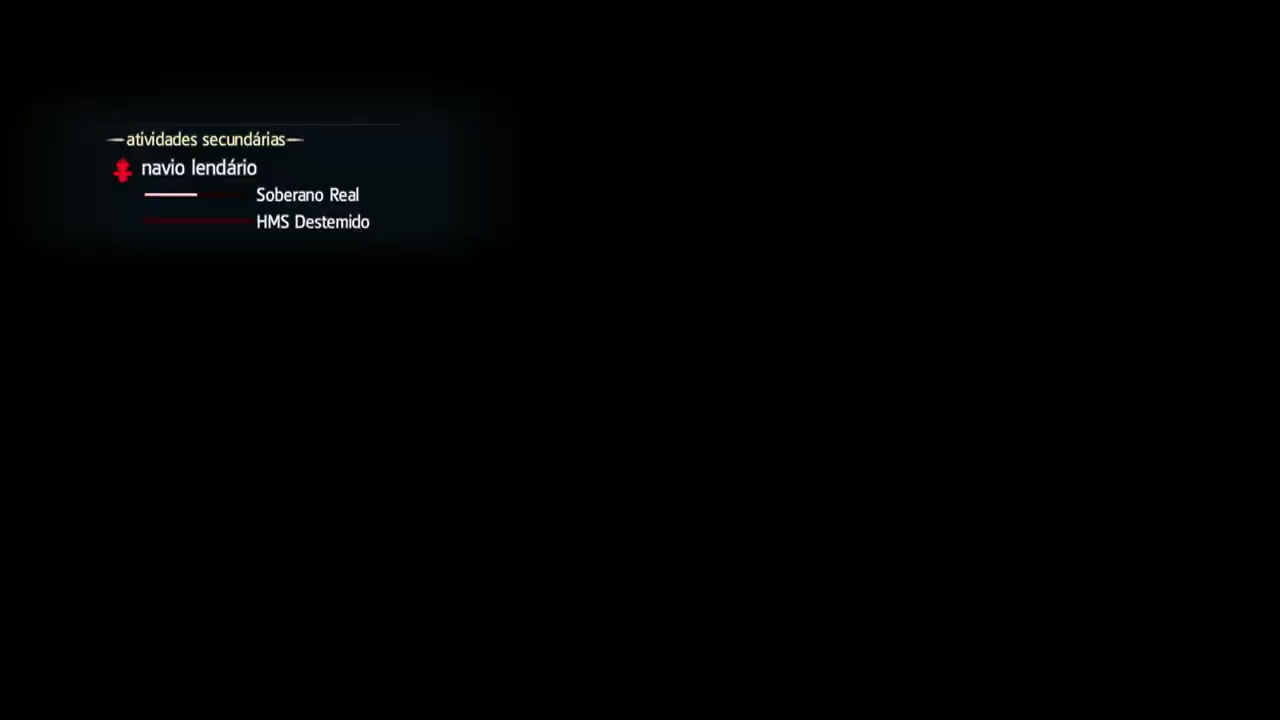 atividades secundárias
navio lendário
Soberano Real
HMS Destemido